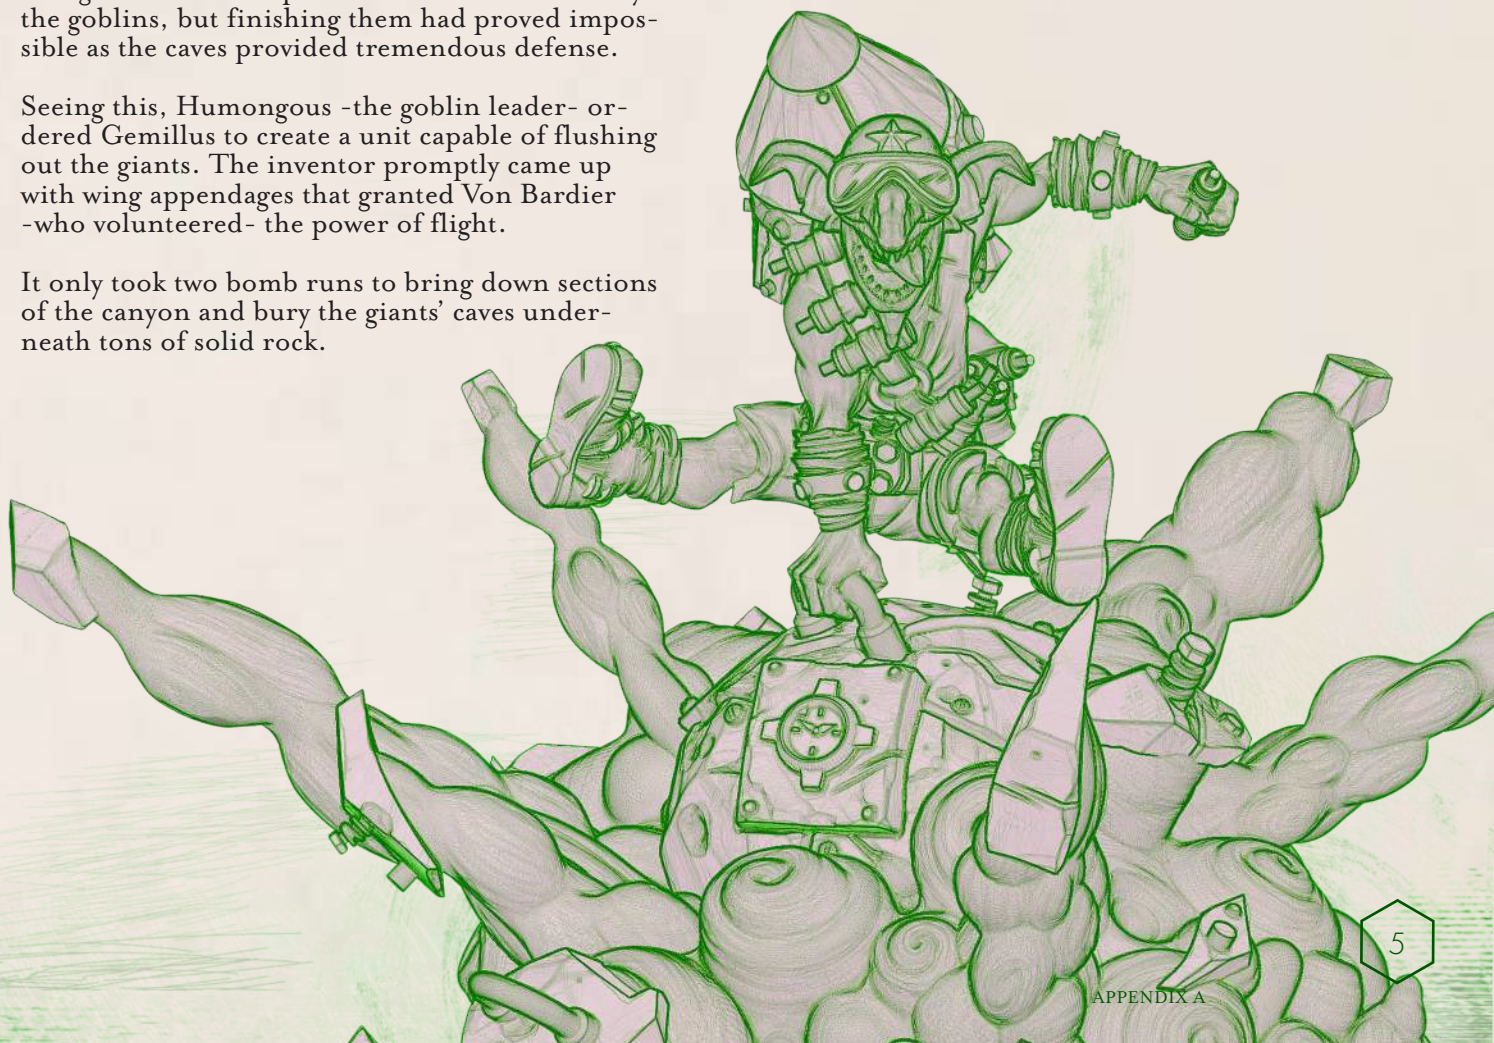 the goblins, but finishing them had proved impos-
sible as the caves provided tremendous defense.
Seeing this, Humongous -the goblin leader- or-
dered Gemillus to create a unit capable of flushing
out the giants. The inventor promptly came up
with wing appendages that granted Von Bardier
-who volunteered- the power of flight.
It only took two bomb runs to bring down sections
of the canyon and bury the giants’ caves under-
neath tons of solid rock.
5
APPENDIX A